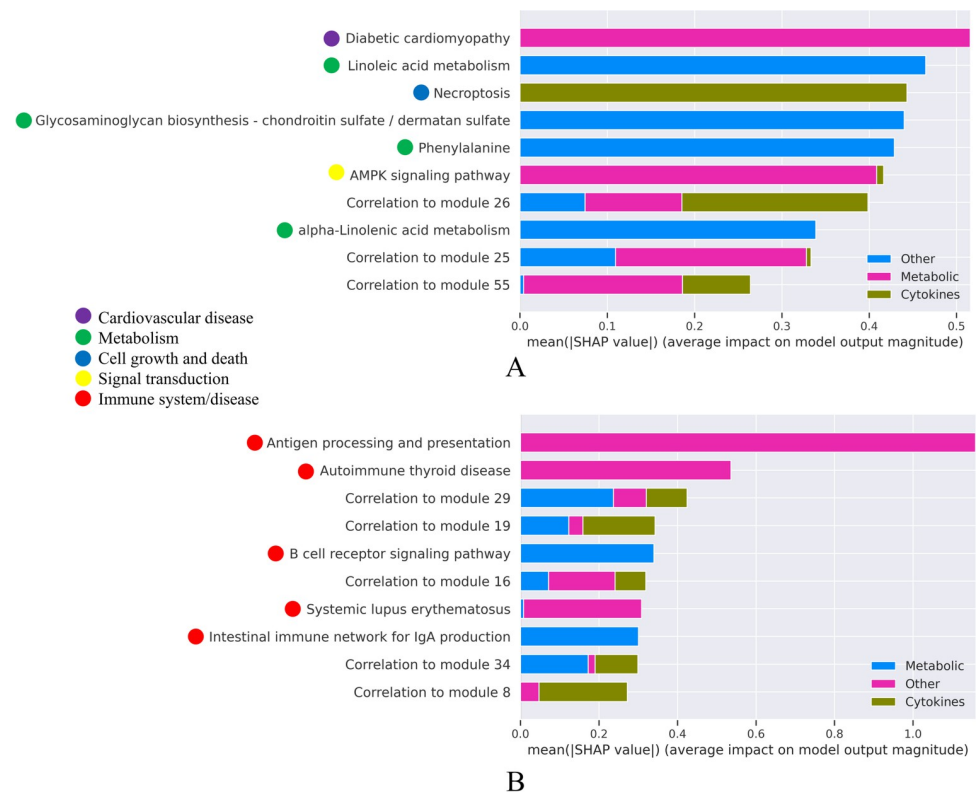 Diabetic cardiomyopathy
Linoleic acid metabolism
Necroptosis
Glycosaminoglycan biosynthesis - chondroitin sulfate / dermatan sulfate
Phenylalanine
AMPK signaling pathway
Correlation to module 26
alpha-Linolenic acid metabolism
Correlation to module 25
Correlation to module 55
Other
Metabolic
Cytokines
0.0 0.1 0.2 0.3 0.4 0.5
mean(|SHAP value|) (average impact on model output magnitude)
A
Cardiovascular disease
Metabolism
Cell growth and death
Signal transduction
Immune system/disease
Antigen processing and presentation
Autoimmune thyroid disease
Correlation to module 29
Correlation to module 19
B cell receptor signaling pathway
Correlation to module 16
Systemic lupus erythematosus
Intestinal immune network for IgA production
Correlation to module 34
Correlation to module 8
Metabolic
Other
Cytokines
0.0 0.2 0.4 0.6 0.8 1.0
mean(|SHAP value|) (average impact on model output magnitude)
B